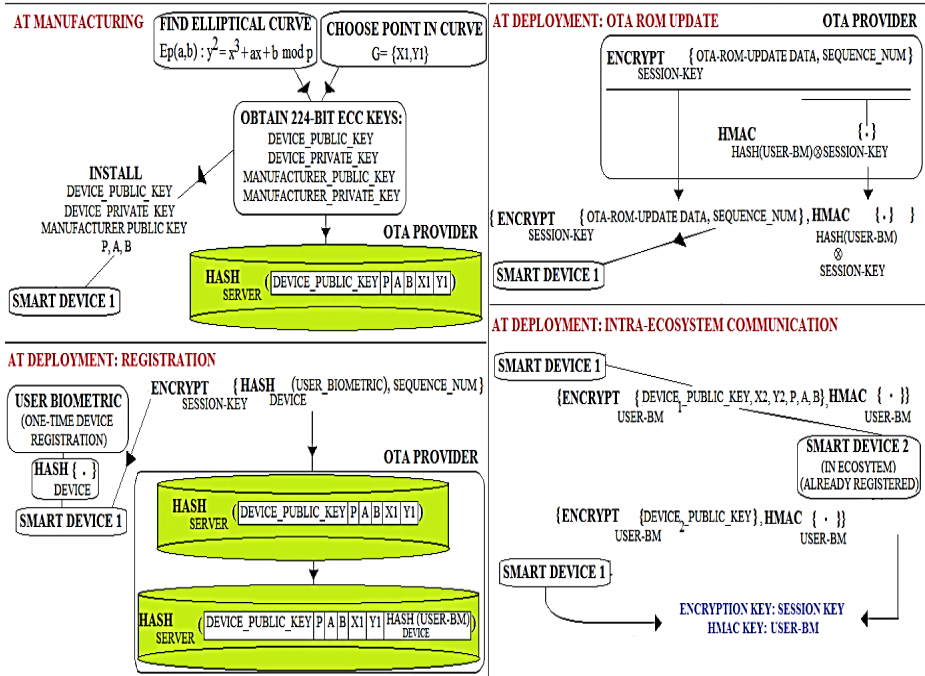 AT MANUFACTURING
FIND ELLIPTICAL CURVE
Ep(a,b) : y² = x³ + ax + b mod p
CHOOSE POINT IN CURVE
G= {X1,Y1}
OBTAIN 224-BIT ECC KEYS:
DEVICE_PUBLIC_KEY
DEVICE_PRIVATE_KEY
MANUFACTURER_PUBLIC_KEY
MANUFACTURER_PRIVATE_KEY
INSTALL
DEVICE_PUBLIC_KEY
DEVICE_PRIVATE_KEY
MANUFACTURER PUBLIC KEY
P, A, B
SMART DEVICE 1
OTA PROVIDER
HASH ( DEVICE_PUBLIC_KEY P A B X1 Y1 )
SERVER
AT DEPLOYMENT: REGISTRATION
USER BIOMETRIC
(ONE-TIME DEVICE
REGISTRATION)
HASH { . }
DEVICE
SMART DEVICE 1
ENCRYPT { HASH (USER_BIOMETRIC), SEQUENCE_NUM }
SESSION-KEY DEVICE
OTA PROVIDER
HASH ( DEVICE_PUBLIC_KEY P A B X1 Y1 )
SERVER
HASH ( DEVICE_PUBLIC_KEY P A B X1 Y1 HASH (USER-BM) )
SERVER DEVICE
AT DEPLOYMENT: OTA ROM UPDATE
OTA PROVIDER
ENCRYPT { OTA-ROM-UPDATE DATA, SEQUENCE_NUM }
SESSION-KEY
HMAC { . }
HASH(USER-BM)⊗SESSION-KEY
{ ENCRYPT { OTA-ROM-UPDATE DATA, SEQUENCE_NUM } , HMAC { . } }
SESSION-KEY HASH(USER-BM)
⊗
SESSION-KEY
SMART DEVICE 1
AT DEPLOYMENT: INTRA-ECOSYSTEM COMMUNICATION
SMART DEVICE 1
{ENCRYPT { DEVICE_1_PUBLIC_KEY, X2, Y2, P, A, B} , HMAC { . }}
USER-BM USER-BM
SMART DEVICE 2
(IN ECOSYTEM)
(ALREADY REGISTERED)
{ENCRYPT {DEVICE_2_PUBLIC_KEY} , HMAC { . }}
USER-BM USER-BM
SMART DEVICE 1
ENCRYPTION KEY: SESSION KEY
HMAC KEY: USER-BM